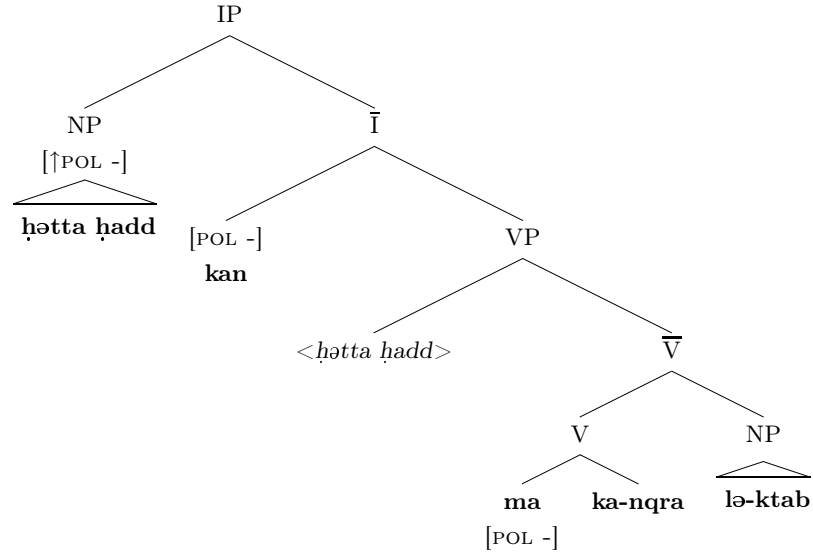 IP
NP I̅
[↑POL -]
ḥətta ḥadd [POL -] VP
kan
<ḥətta ḥadd> V̅
V NP
ma ka-nqra lə-ktab
[POL -]